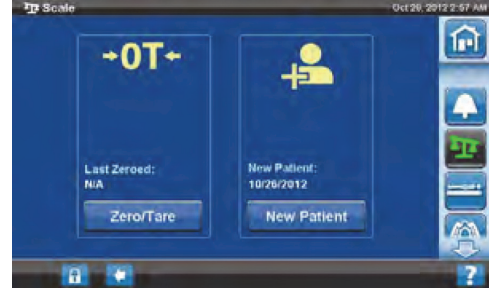 Scale
Oct 29, 2012 2:57 AM
→0T←
Last Zeroed:
N/A
Zero/Tare
New Patient:
10/26/2012
New Patient
?